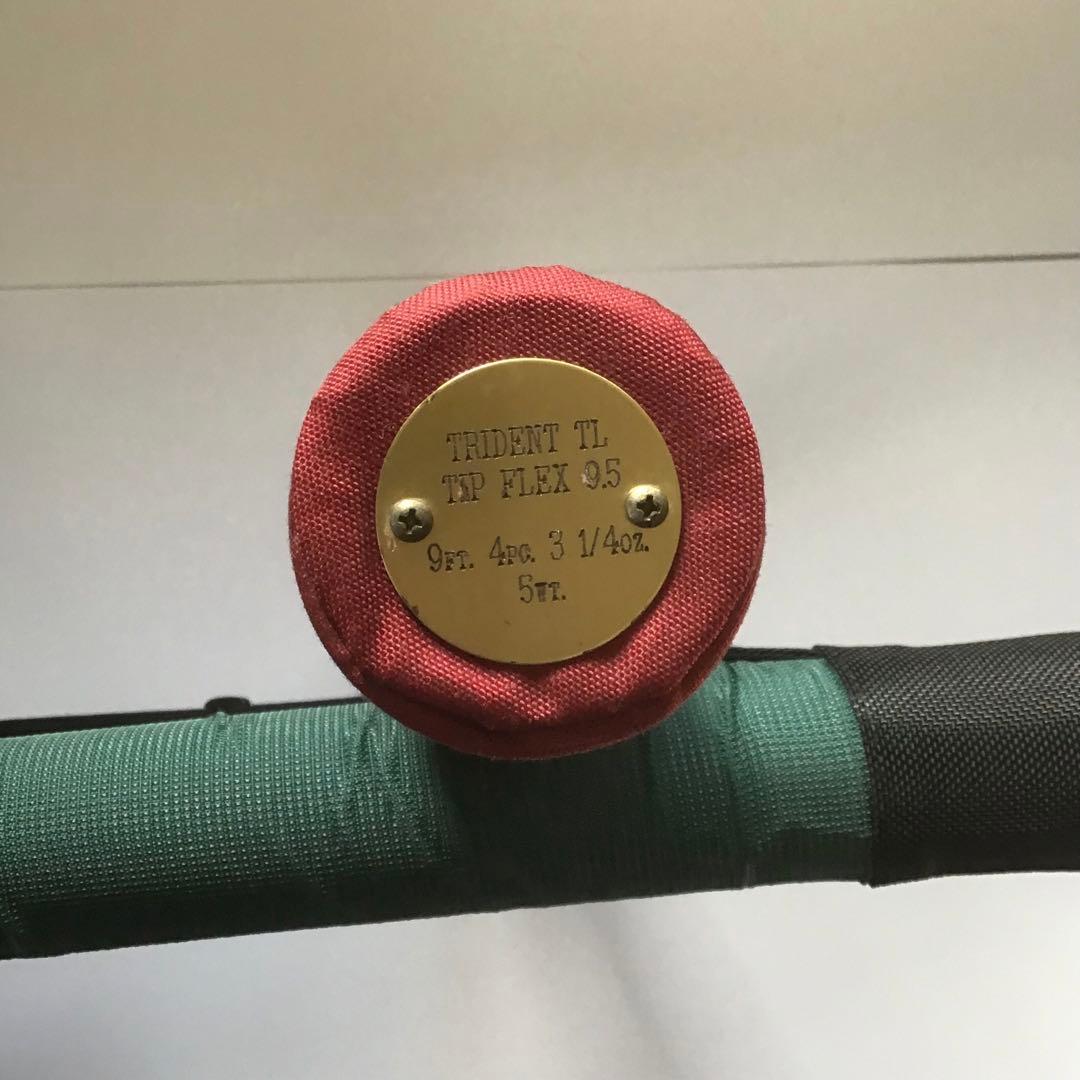 TRIDENT TL
TIP FLEX 9.5
9FT. 4PC. 3 1/4OZ.
5WT.